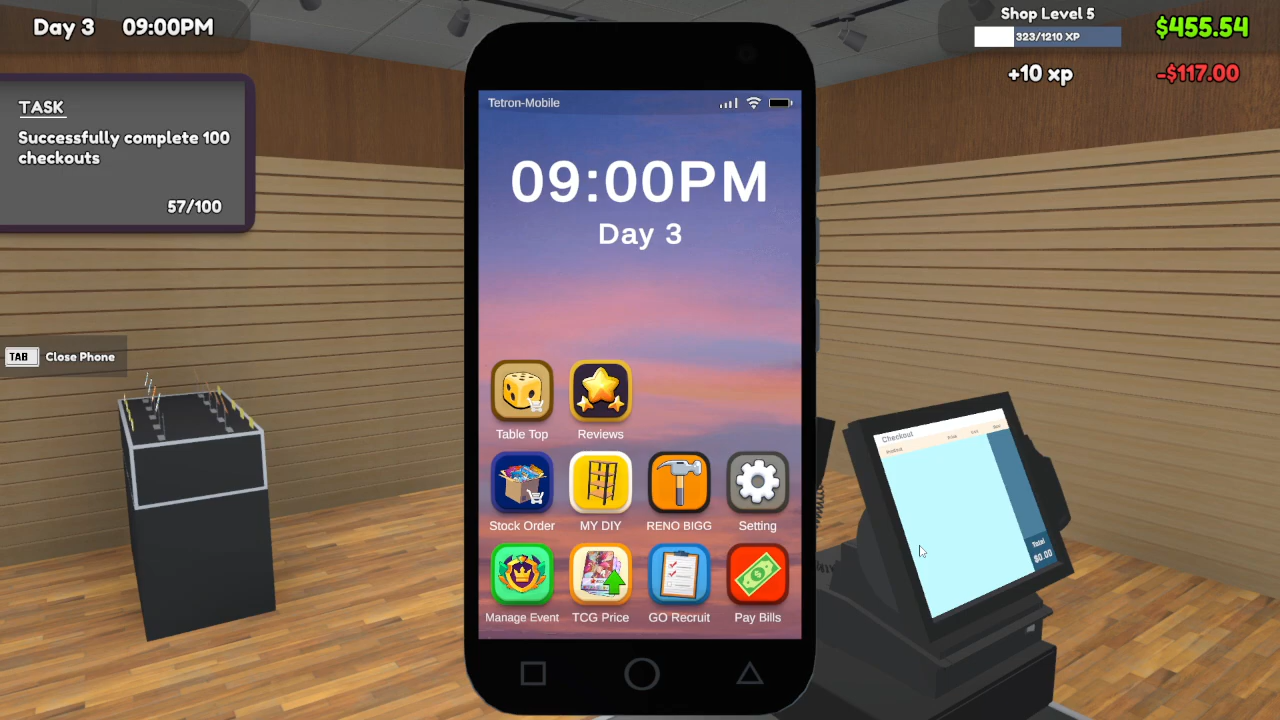 Day 3 09:00PM
Shop Level 5
323/1210 XP
$455.54
+10 xp
-$117.00
TASK
Successfully complete 100
checkouts
57/100
TAB Close Phone
Tetron-Mobile
09:00PM
Day 3
Table Top
Reviews
Stock Order
MY DIY
RENO BIGG
Setting
Manage Event
TCG Price
GO Recruit
Pay Bills
Checkout
Total
$0.00